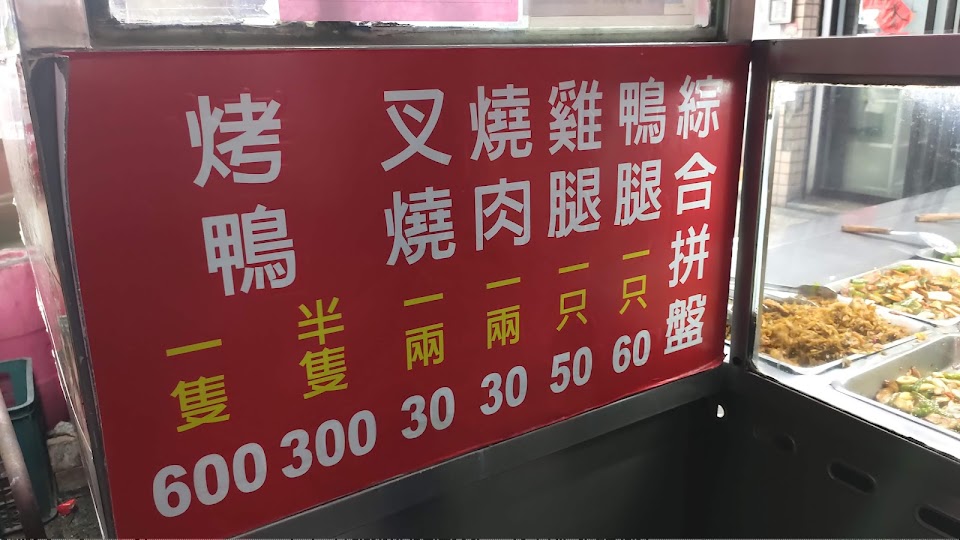 烤鴨
一隻
600
半隻
300
叉燒
一兩
30
燒肉
一兩
30
雞腿
一只
50
鴨腿
一只
60
綜合拼盤